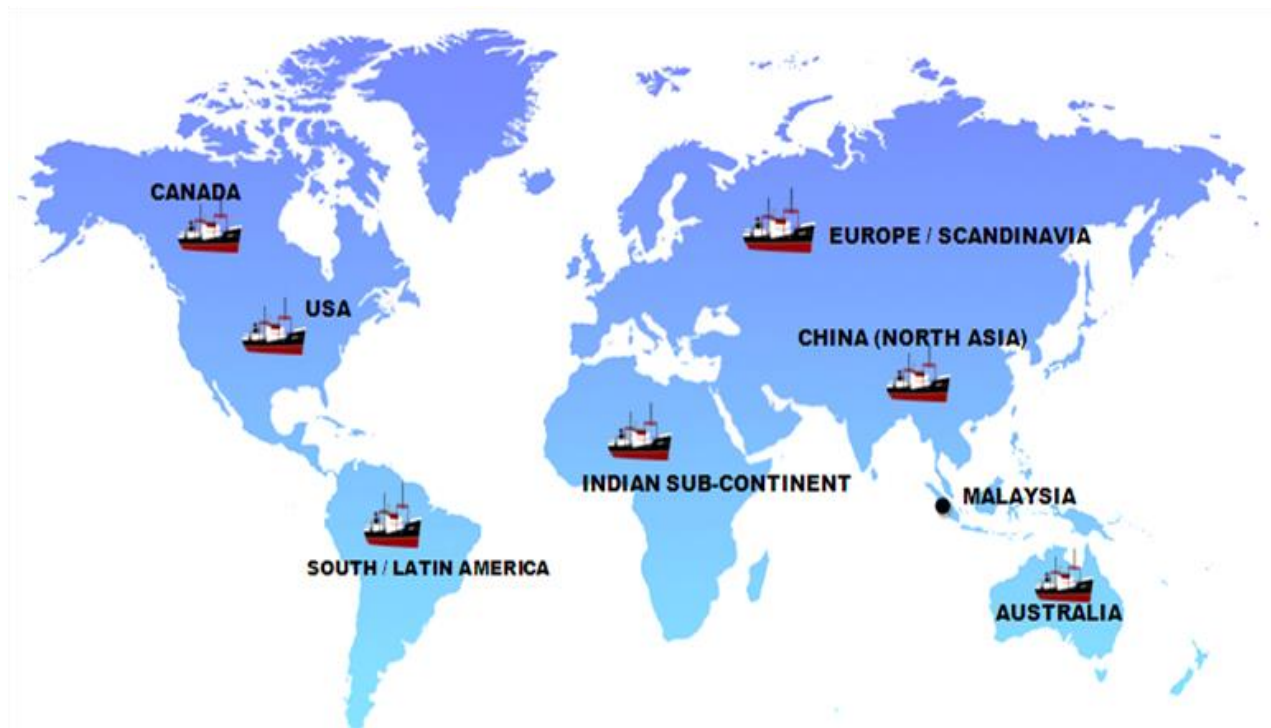 CANADA
EUROPE / SCANDINAVIA
USA
CHINA (NORTH ASIA)
INDIAN SUB-CONTINENT
MALAYSIA
SOUTH / LATIN AMERICA
AUSTRALIA